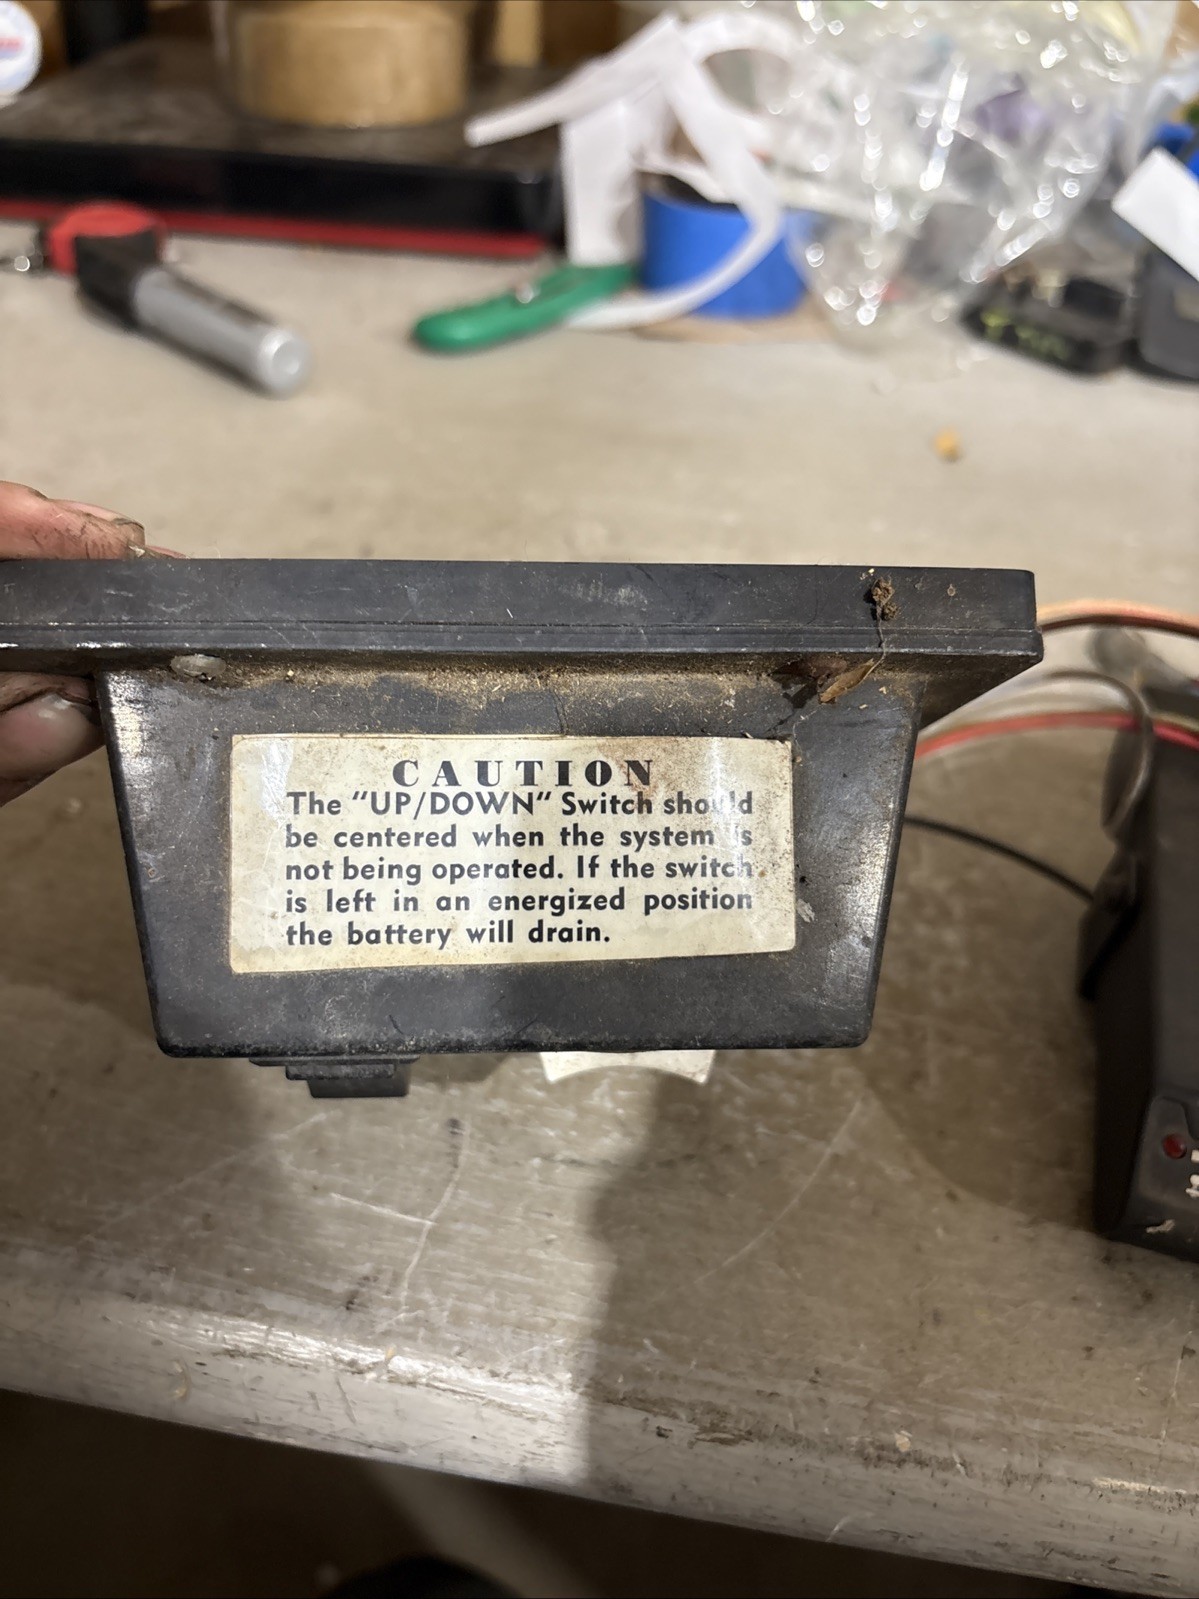 CAUTION
The "UP/DOWN" Switch should
be centered when the system is
not being operated. If the switch
is left in an energized position
the battery will drain.